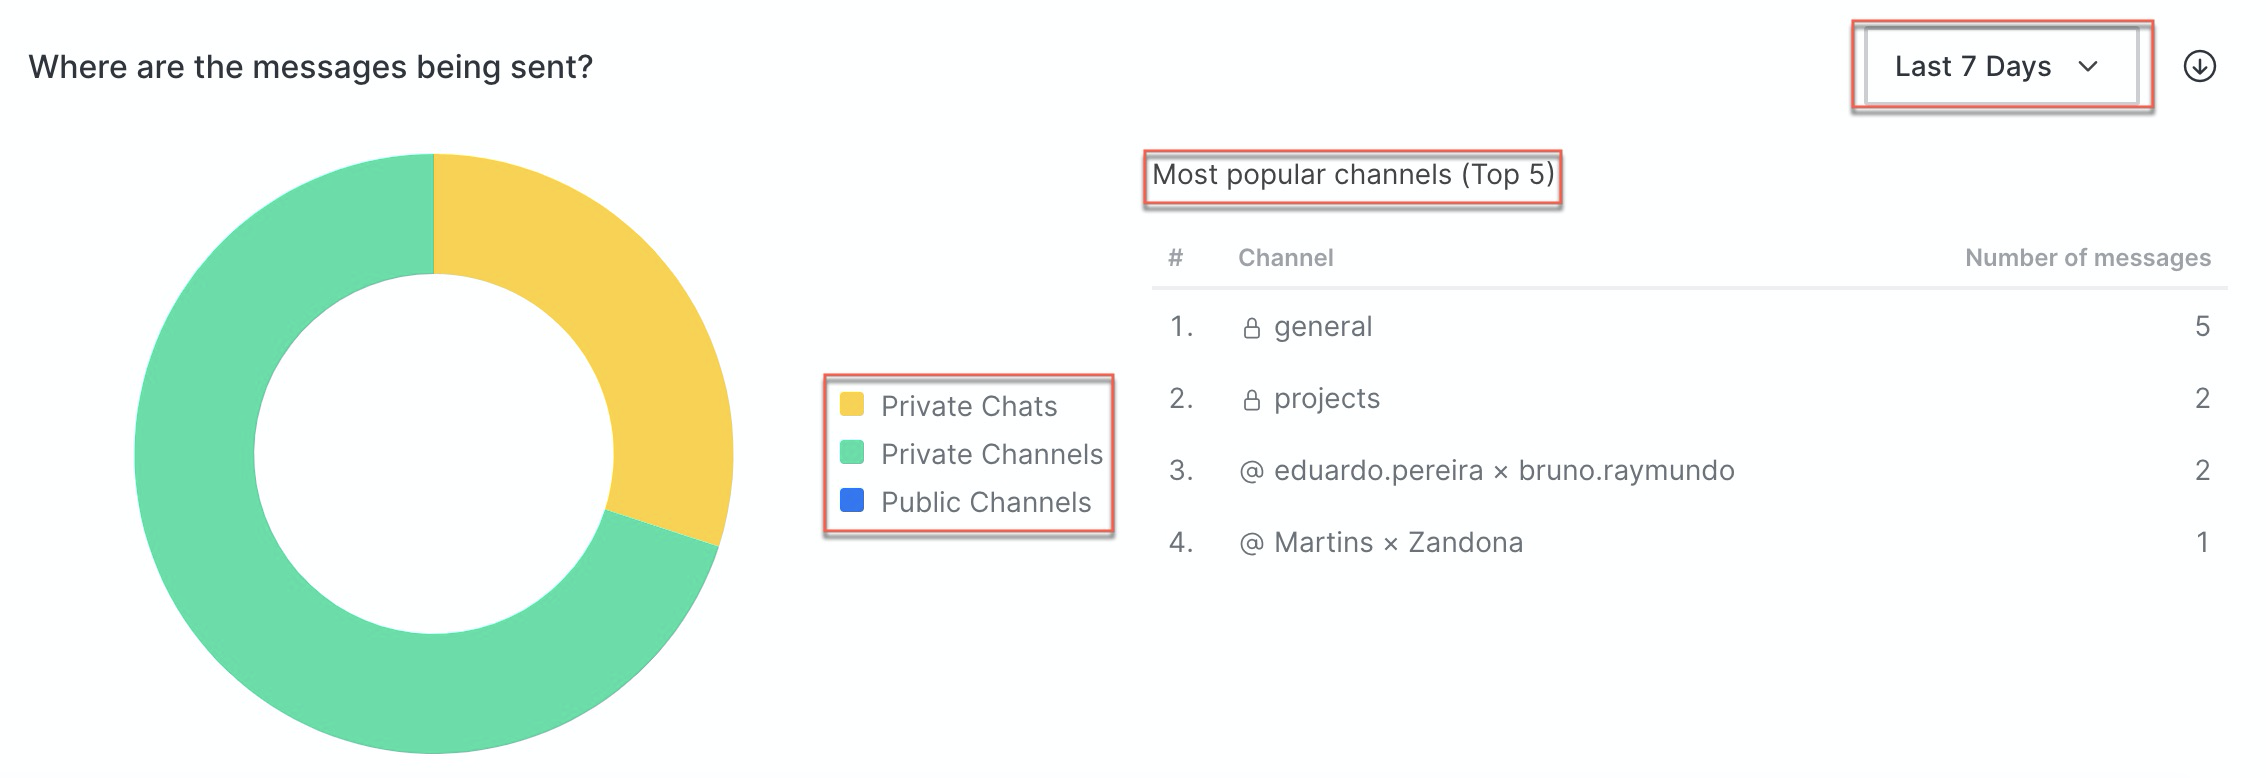 Where are the messages being sent?
Last 7 Days
Private Chats
Private Channels
Public Channels
Most popular channels (Top 5)
# Channel Number of messages
1. general 5
2. projects 2
3. @ eduardo.pereira × bruno.raymundo 2
4. @ Martins × Zandona 1